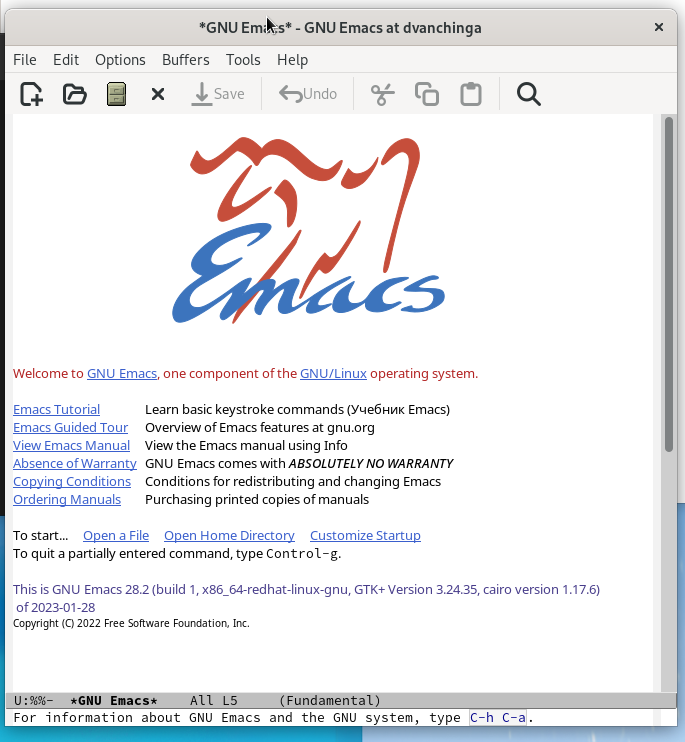 *GNU Emacs* - GNU Emacs at dvanchinga
File Edit Options Buffers Tools Help
Save Undo
Emacs
Welcome to GNU Emacs, one component of the GNU/Linux operating system.
Emacs Tutorial Learn basic keystroke commands (Учебник Emacs)
Emacs Guided Tour Overview of Emacs features at gnu.org
View Emacs Manual View the Emacs manual using Info
Absence of Warranty GNU Emacs comes with ABSOLUTELY NO WARRANTY
Copying Conditions Conditions for redistributing and changing Emacs
Ordering Manuals Purchasing printed copies of manuals
To start... Open a File Open Home Directory Customize Startup
To quit a partially entered command, type Control-g.
This is GNU Emacs 28.2 (build 1, x86_64-redhat-linux-gnu, GTK+ Version 3.24.35, cairo version 1.17.6)
of 2023-01-28
Copyright (C) 2022 Free Software Foundation, Inc.
U:%%- *GNU Emacs* All L5 (Fundamental)
For information about GNU Emacs and the GNU system, type C-h C-a.